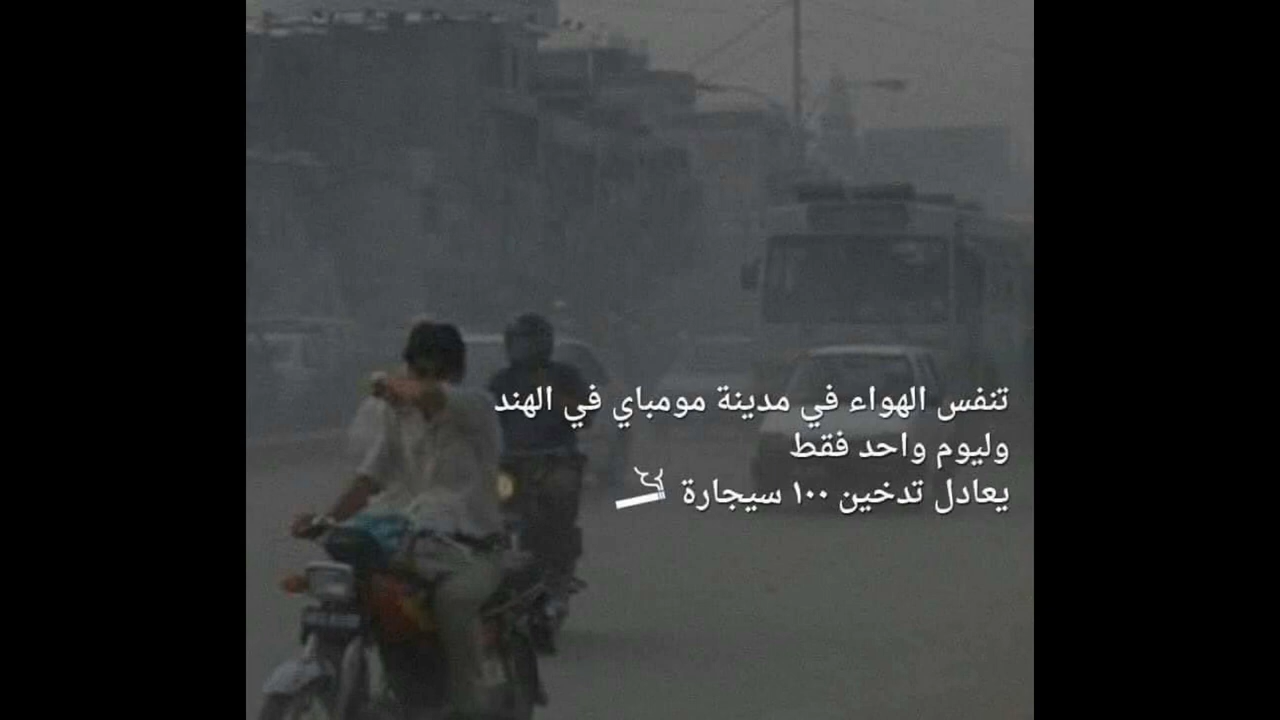 تنفس الهواء في مدينة مومباي في الهند
وليوم واحد فقط
يعادل تدخين ١٠٠ سيجارة